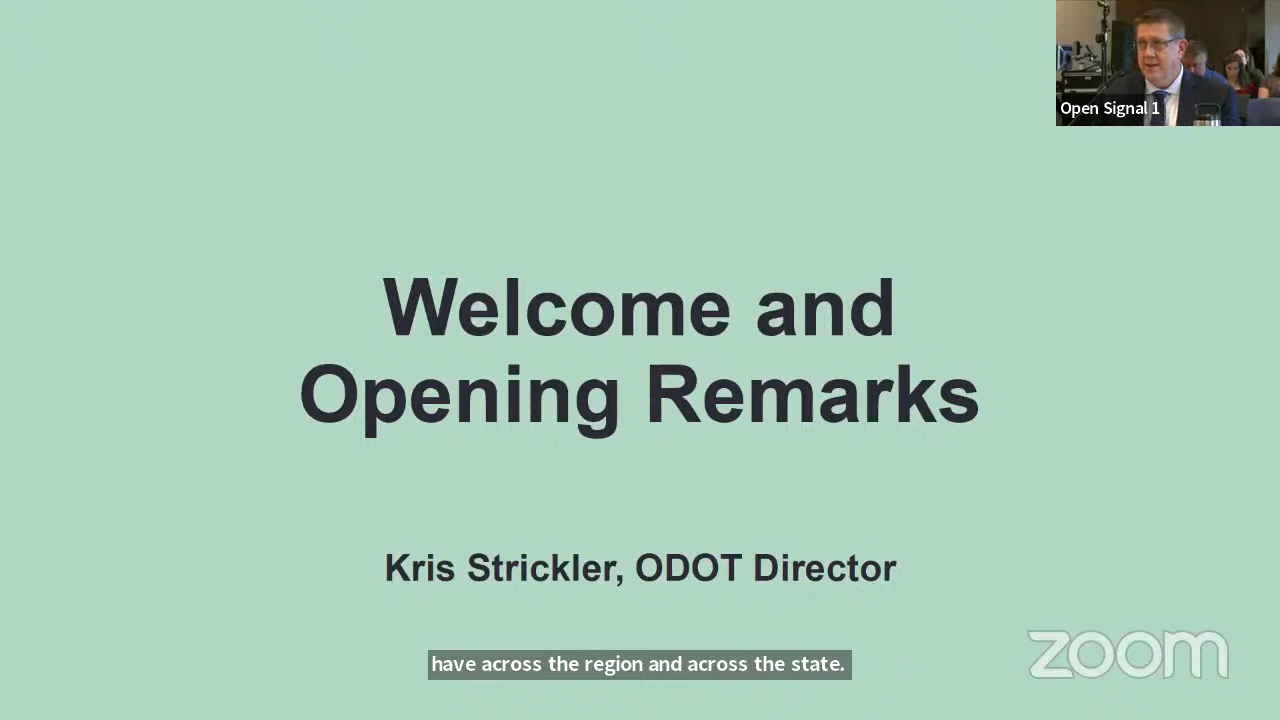 Open Signal 1
Welcome and
Opening Remarks
Kris Strickler, ODOT Director
have across the region and across the state.
zoom